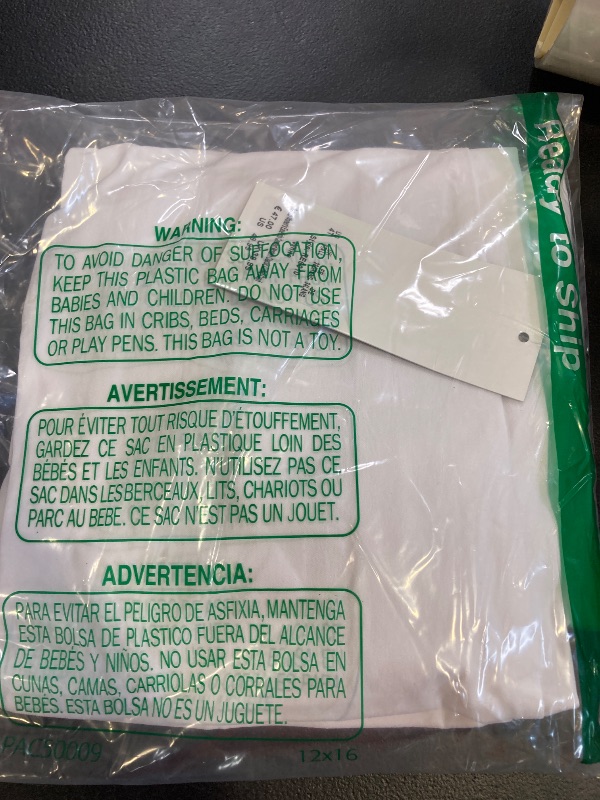 Ready to Ship
€ 47.00
US
WARNING:
TO AVOID DANGER OF SUFFOCATION,
KEEP THIS PLASTIC BAG AWAY FROM
BABIES AND CHILDREN. DO NOT USE
THIS BAG IN CRIBS, BEDS, CARRIAGES
OR PLAY PENS. THIS BAG IS NOT A TOY.
AVERTISSEMENT:
POUR ÉVITER TOUT RISQUE D'ÉTOUFFEMENT,
GARDEZ CE SAC EN PLASTIQUE LOIN DES
BÉBÉS ET LES ENFANTS. N'UTILISEZ PAS CE
SAC DANS LES BERCEAUX, LITS, CHARIOTS OU
PARC AU BEBE. CE SAC N'EST PAS UN JOUET.
ADVERTENCIA:
PARA EVITAR EL PELIGRO DE ASFIXIA, MANTENGA
ESTA BOLSA DE PLASTICO FUERA DEL ALCANCE
DE BEBÉS Y NIÑOS. NO USAR ESTA BOLSA EN
CUNAS, CAMAS, CARRIOLAS O CORRALES PARA
BEBÉS. ESTA BOLSA NO ES UN JUGUETE.
PAC50009
12x16